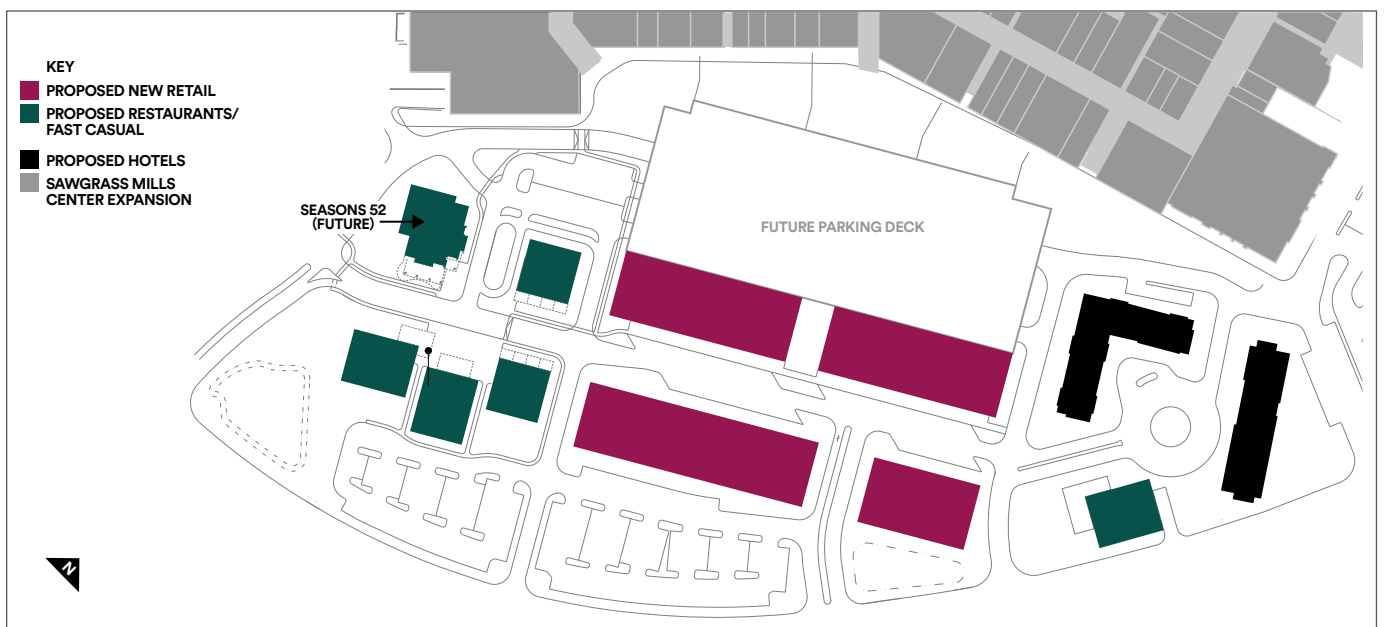 KEY
PROPOSED NEW RETAIL
PROPOSED RESTAURANTS/
FAST CASUAL
PROPOSED HOTELS
SAWGRASS MILLS
CENTER EXPANSION
SEASONS 52
(FUTURE)
FUTURE PARKING DECK
N